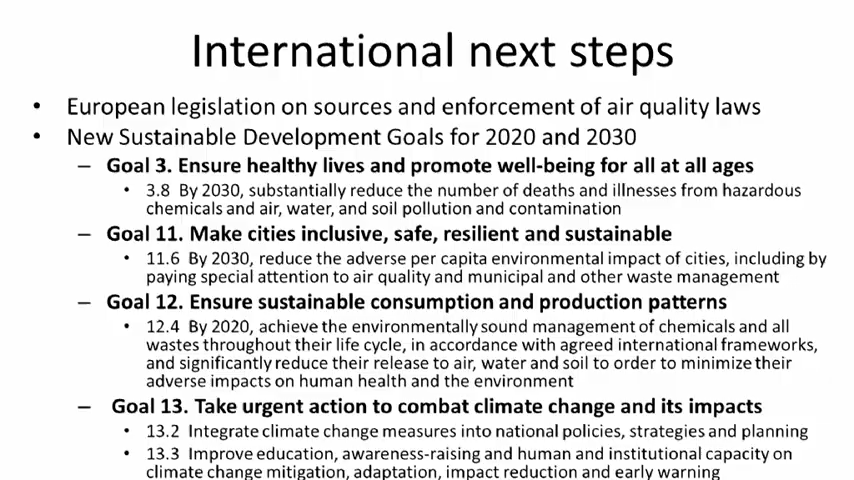 International next steps
• European legislation on sources and enforcement of air quality laws
• New Sustainable Development Goals for 2020 and 2030
– Goal 3. Ensure healthy lives and promote well-being for all at all ages
• 3.8 By 2030, substantially reduce the number of deaths and illnesses from hazardous
chemicals and air, water, and soil pollution and contamination
– Goal 11. Make cities inclusive, safe, resilient and sustainable
• 11.6 By 2030, reduce the adverse per capita environmental impact of cities, including by
paying special attention to air quality and municipal and other waste management
– Goal 12. Ensure sustainable consumption and production patterns
• 12.4 By 2020, achieve the environmentally sound management of chemicals and all
wastes throughout their life cycle, in accordance with agreed international frameworks,
and significantly reduce their release to air, water and soil to order to minimize their
adverse impacts on human health and the environment
– Goal 13. Take urgent action to combat climate change and its impacts
• 13.2 Integrate climate change measures into national policies, strategies and planning
• 13.3 Improve education, awareness-raising and human and institutional capacity on
climate change mitigation, adaptation, impact reduction and early warning